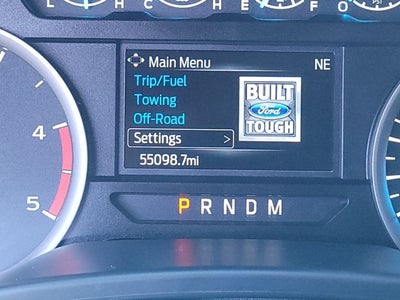 L H C H E F O
Main Menu NE
Trip/Fuel
Towing
Off-Road
Settings >
BUILT
Ford
TOUGH
55098.7mi
4
5
P R N D M